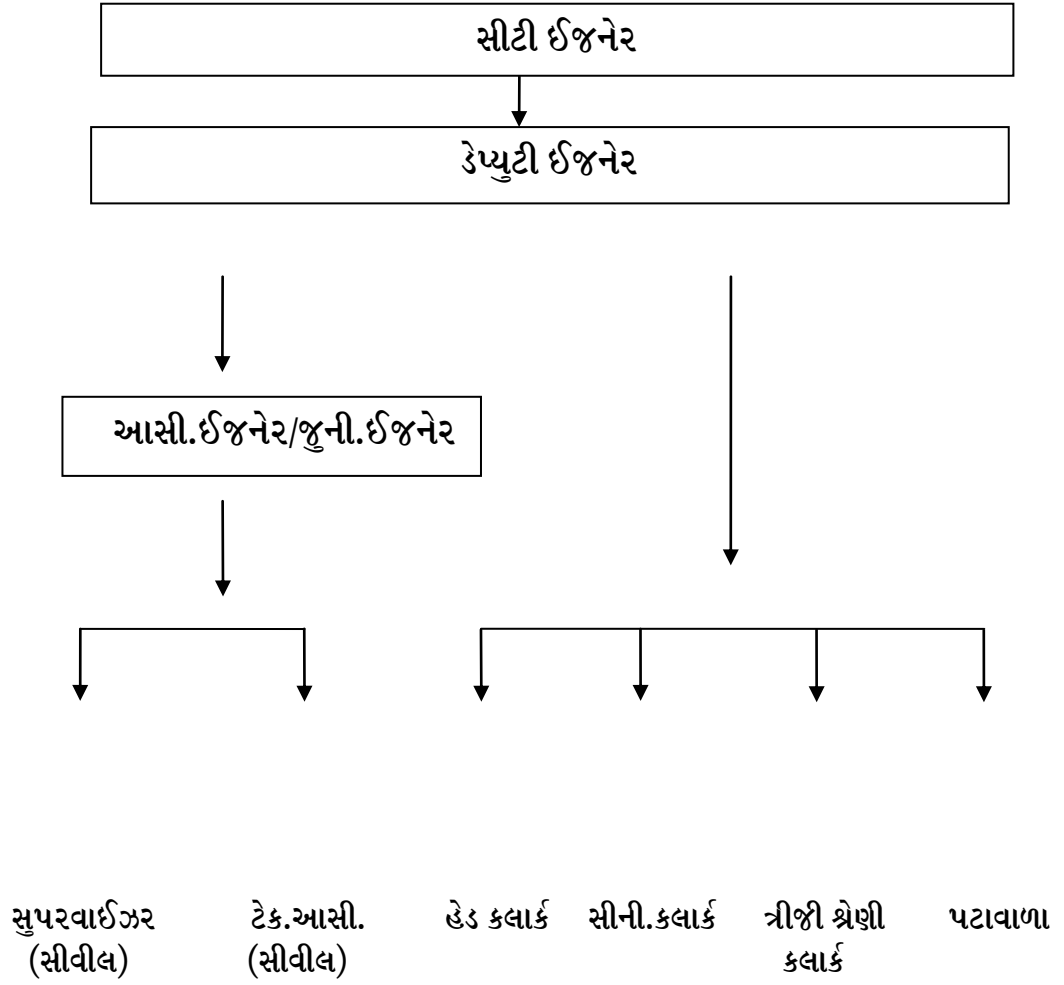 સીટી ઈજનેર
ડેપ્યુટી ઈજનેર
આસી.ઈજનેર/જુની.ઈજનેર
સુપરવાઈઝર
(સીવીલ)
ટેક.આસી.
(સીવીલ)
હેડ કલાર્ક
સીની.કલાર્ક
ત્રીજી શ્રેણી
કલાર્ક
પટાવાળા